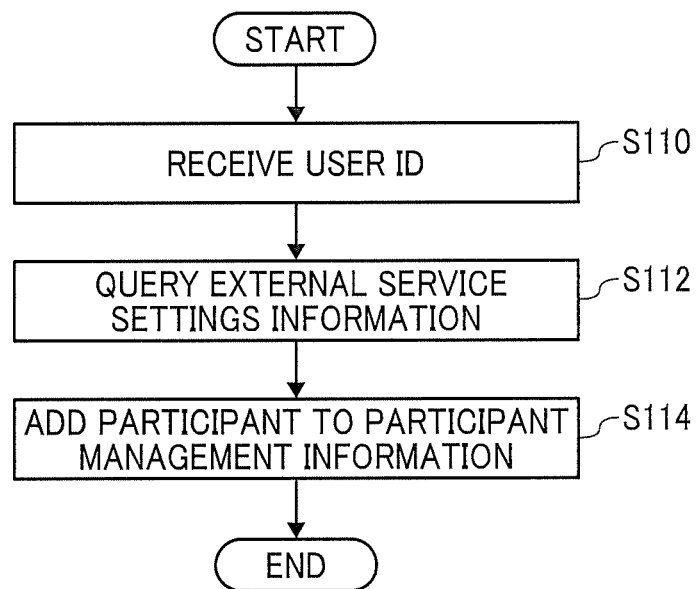 START
RECEIVE USER ID
S110
QUERY EXTERNAL SERVICE
SETTINGS INFORMATION
S112
ADD PARTICIPANT TO PARTICIPANT
MANAGEMENT INFORMATION
S114
END